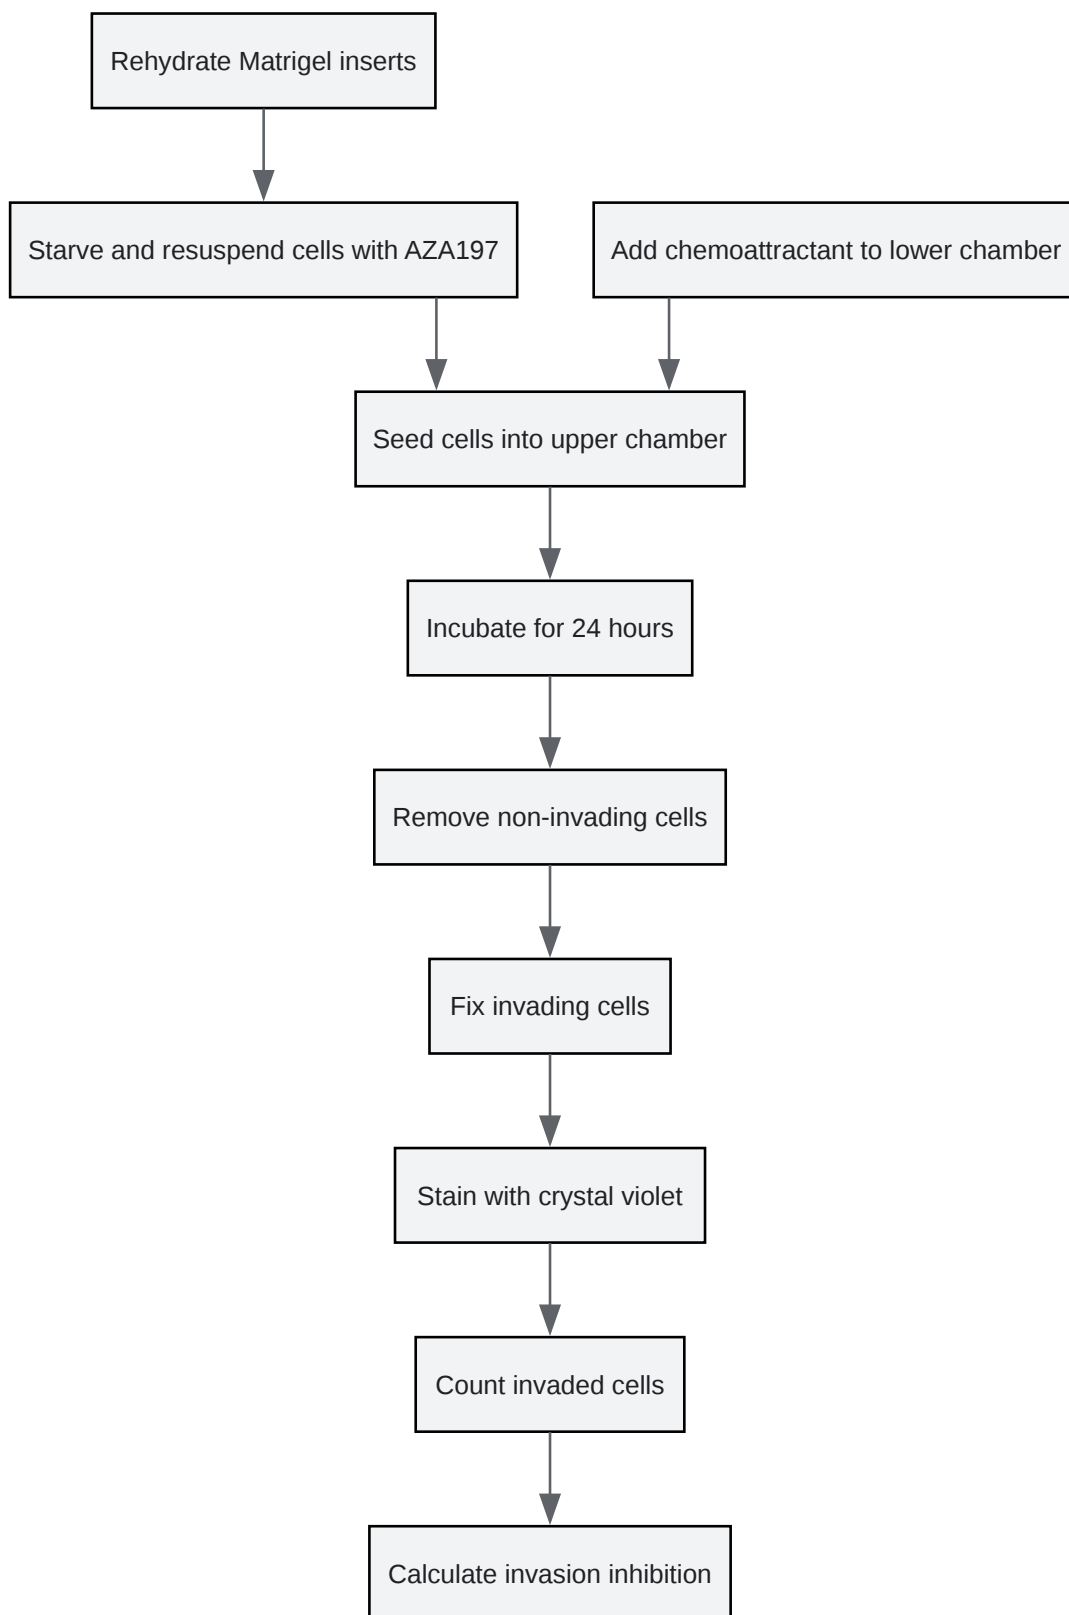 Rehydrate Matrigel inserts
Starve and resuspend cells with AZA197
Add chemoattractant to lower chamber
Seed cells into upper chamber
Incubate for 24 hours
Remove non-invading cells
Fix invading cells
Stain with crystal violet
Count invaded cells
Calculate invasion inhibition